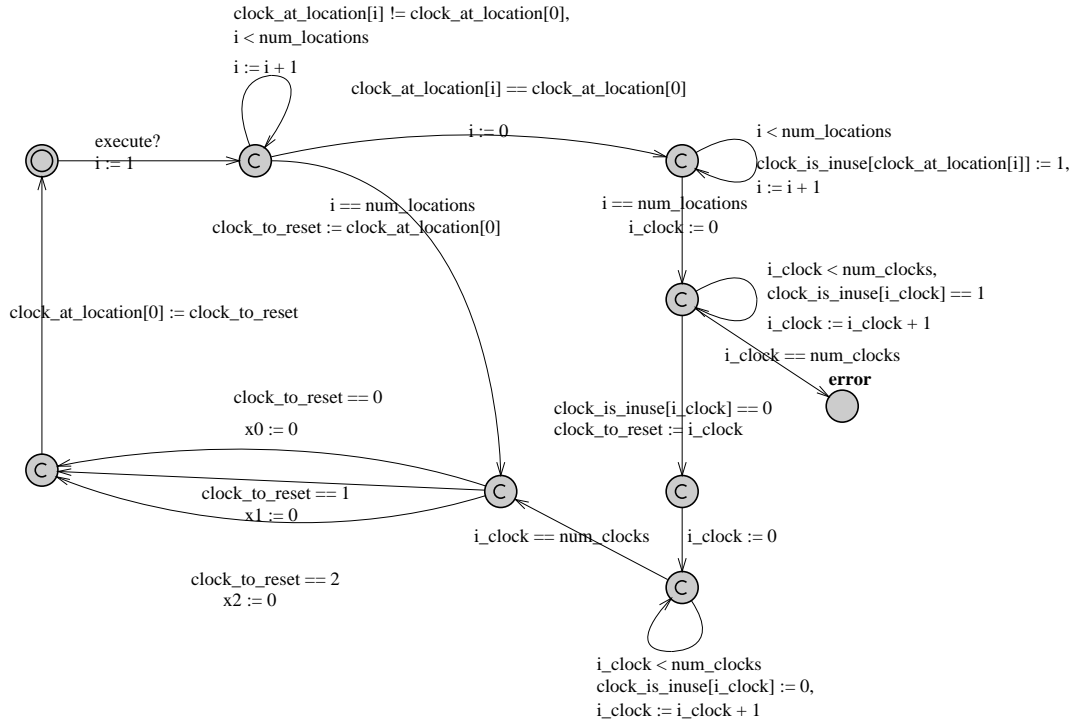 clock_at_location[i] != clock_at_location[0],
i < num_locations
i := i + 1
clock_at_location[i] == clock_at_location[0]
execute?
i := 1
i := 0
i < num_locations
clock_is_inuse[clock_at_location[i]] := 1,
i := i + 1
C
C
i == num_locations
clock_to_reset := clock_at_location[0]
i == num_locations
i_clock := 0
i_clock < num_clocks,
clock_is_inuse[i_clock] == 1
i_clock := i_clock + 1
C
clock_at_location[0] := clock_to_reset
i_clock == num_clocks
error
clock_to_reset == 0
x0 := 0
clock_is_inuse[i_clock] == 0
clock_to_reset := i_clock
C
C
C
clock_to_reset == 1
x1 := 0
i_clock == num_clocks
i_clock := 0
clock_to_reset == 2
x2 := 0
C
i_clock < num_clocks
clock_is_inuse[i_clock] := 0,
i_clock := i_clock + 1